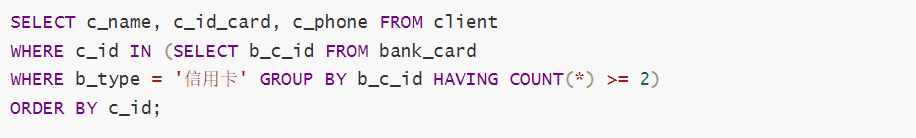 SELECT c_name, c_id_card, c_phone FROM client
WHERE c_id IN (SELECT b_c_id FROM bank_card
WHERE b_type = '信用卡' GROUP BY b_c_id HAVING COUNT(*) >= 2)
ORDER BY c_id;